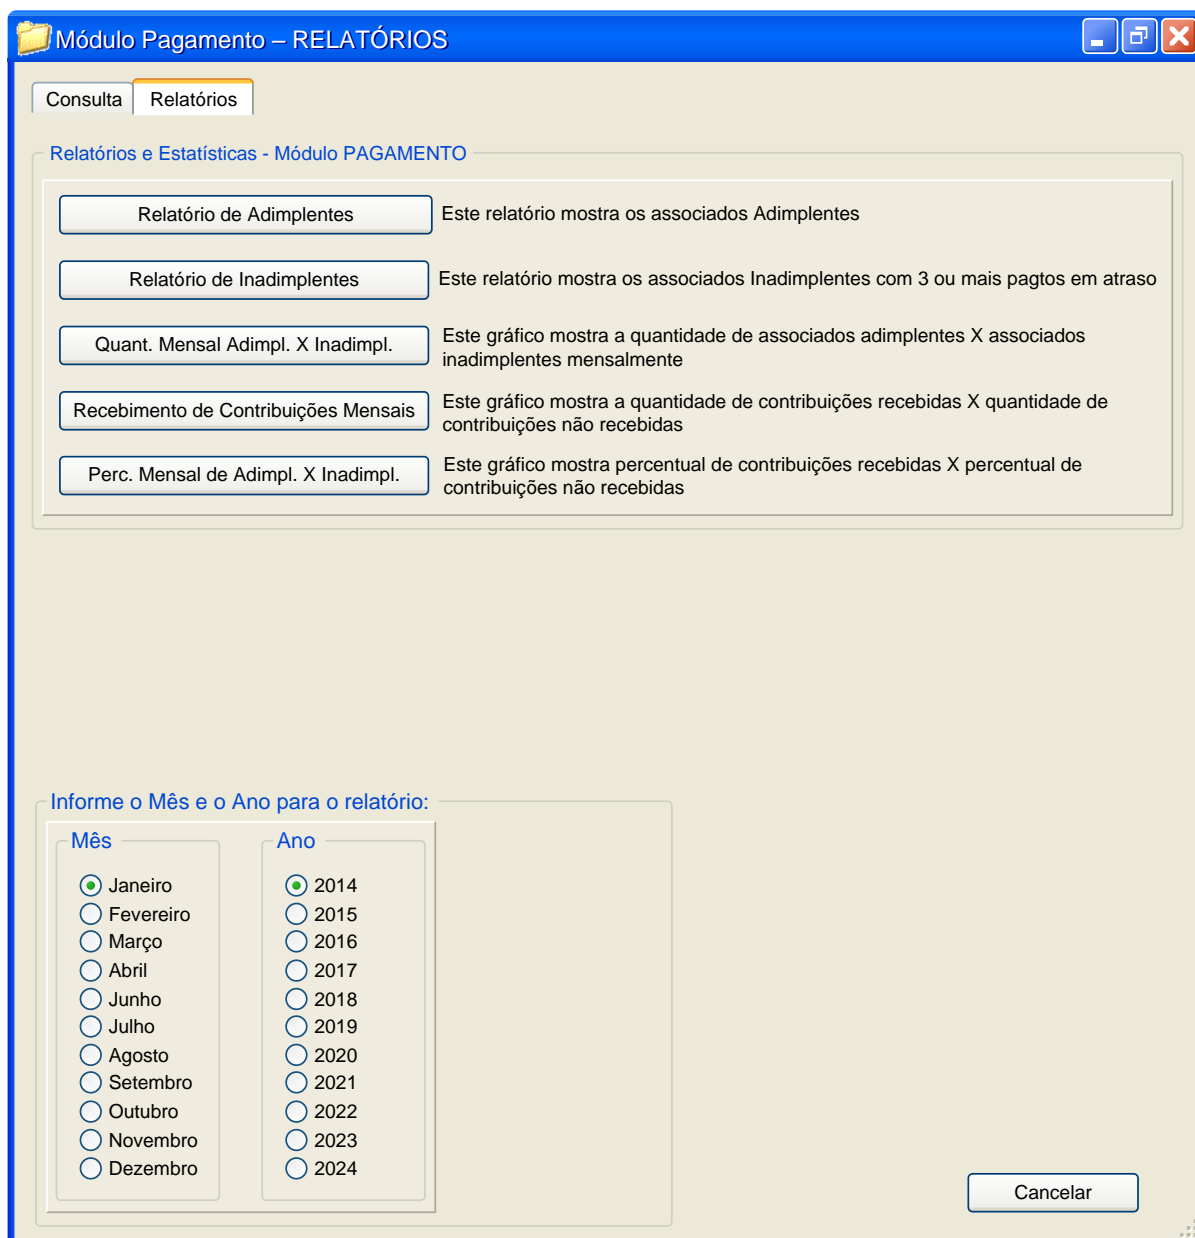 Módulo Pagamento – RELATÓRIOS
Consulta
Relatórios
Relatórios e Estatísticas - Módulo PAGAMENTO
Relatório de Adimplentes
Este relatório mostra os associados Adimplentes
Relatório de Inadimplentes
Este relatório mostra os associados Inadimplentes com 3 ou mais pagtos em atraso
Quant. Mensal Adimpl. X Inadimpl.
Este gráfico mostra a quantidade de associados adimplentes X associados
inadimplentes mensalmente
Recebimento de Contribuições Mensais
Este gráfico mostra a quantidade de contribuições recebidas X quantidade de
contribuições não recebidas
Perc. Mensal de Adimpl. X Inadimpl.
Este gráfico mostra percentual de contribuições recebidas X percentual de
contribuições não recebidas
Informe o Mês e o Ano para o relatório:
Mês
Janeiro
Fevereiro
Março
Abril
Junho
Julho
Agosto
Setembro
Outubro
Novembro
Dezembro
Ano
2014
2015
2016
2017
2018
2019
2020
2021
2022
2023
2024
Cancelar